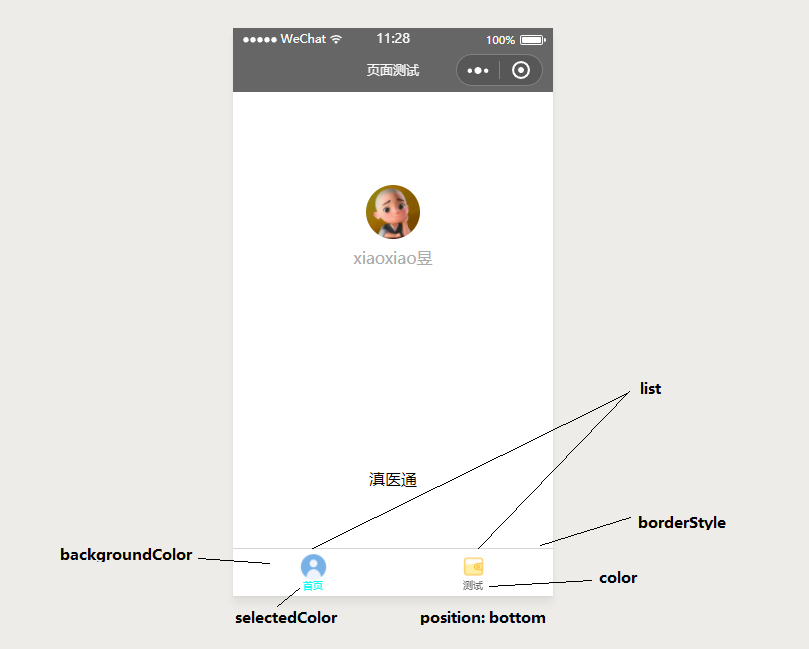 WeChat 11:28 100%
页面测试
xiaoxiao昱
list
滇医通
borderStyle
backgroundColor
首页 测试
color
selectedColor
position: bottom